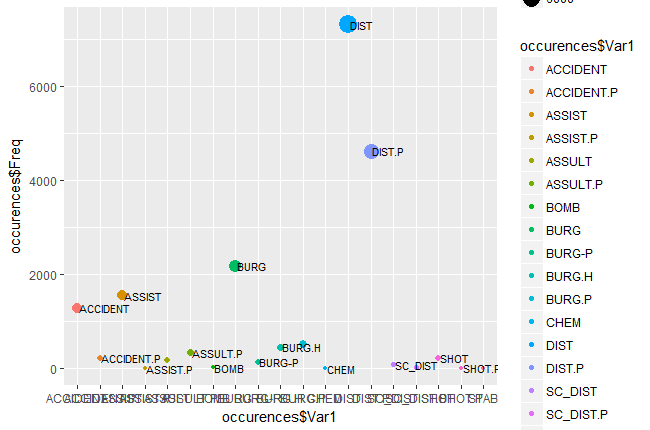 6000
occurences$Var1
ACCIDENT
ACCIDENT.P
ASSIST
ASSIST.P
ASSULT
ASSULT.P
BOMB
BURG
BURG-P
BURG.H
BURG.P
CHEM
DIST
DIST.P
SC_DIST
SC_DIST.P
occurences$Freq
6000
4000
2000
0
DIST
DIST.P
BURG
ASSIST
ACCIDENT
ASSULT.P
BURG.H
ACCIDENT.P
BURG-P
SC_DIST
SHOT
ASSIST.P
BOMB
CHEM
SHOT.P
occurences$Var1